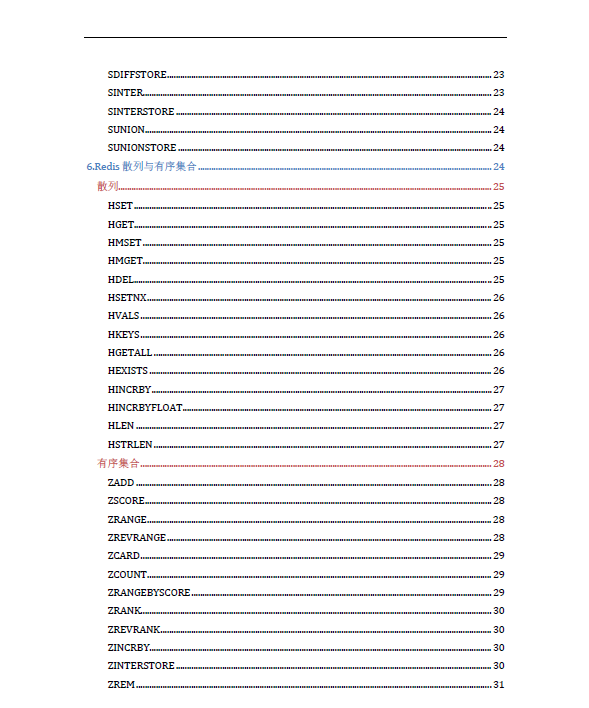 SDIFFSTORE 23
SINTER 23
SINTERSTORE 24
SUNION 24
SUNIONSTORE 24
6.Redis 散列与有序集合 24
散列 25
HSET 25
HGET 25
HMSET 25
HMGET 25
HDEL 25
HSETNX 26
HVALS 26
HKEYS 26
HGETALL 26
HEXISTS 26
HINCRBY 27
HINCRBYFLOAT 27
HLEN 27
HSTRLEN 27
有序集合 28
ZADD 28
ZSCORE 28
ZRANGE 28
ZREVRANGE 28
ZCARD 29
ZCOUNT 29
ZRANGEBYSCORE 29
ZRANK 30
ZREVRANK 30
ZINCRBY 30
ZINTERSTORE 30
ZREM 31